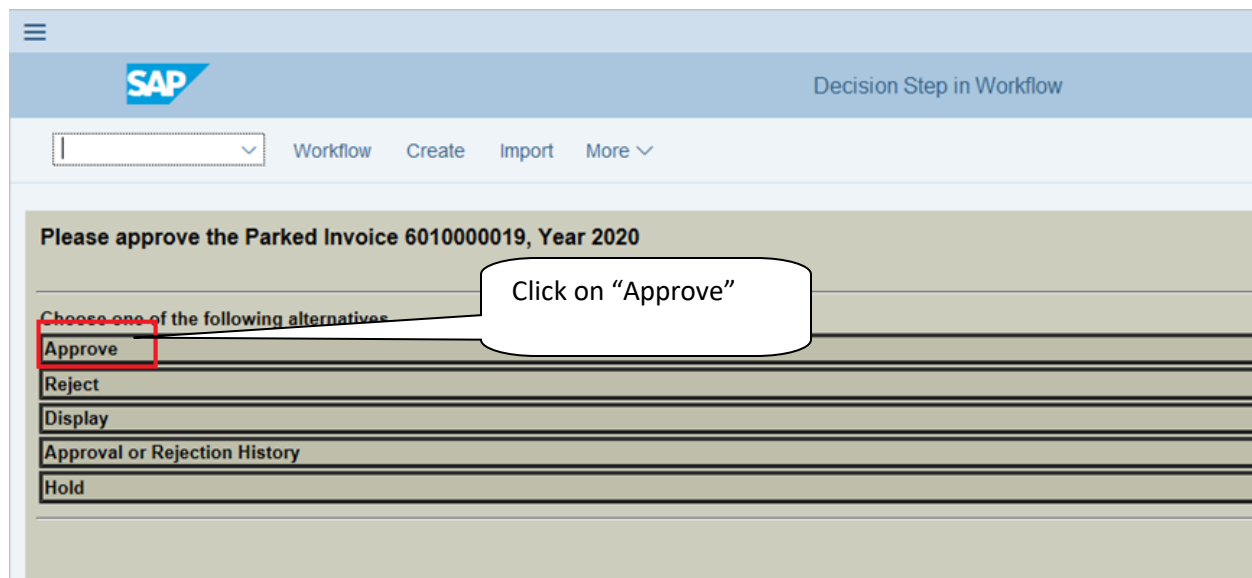 SAP
Decision Step in Workflow
Workflow Create Import More
Please approve the Parked Invoice 6010000019, Year 2020
Click on “Approve”
Choose one of the following alternatives
Approve
Reject
Display
Approval or Rejection History
Hold